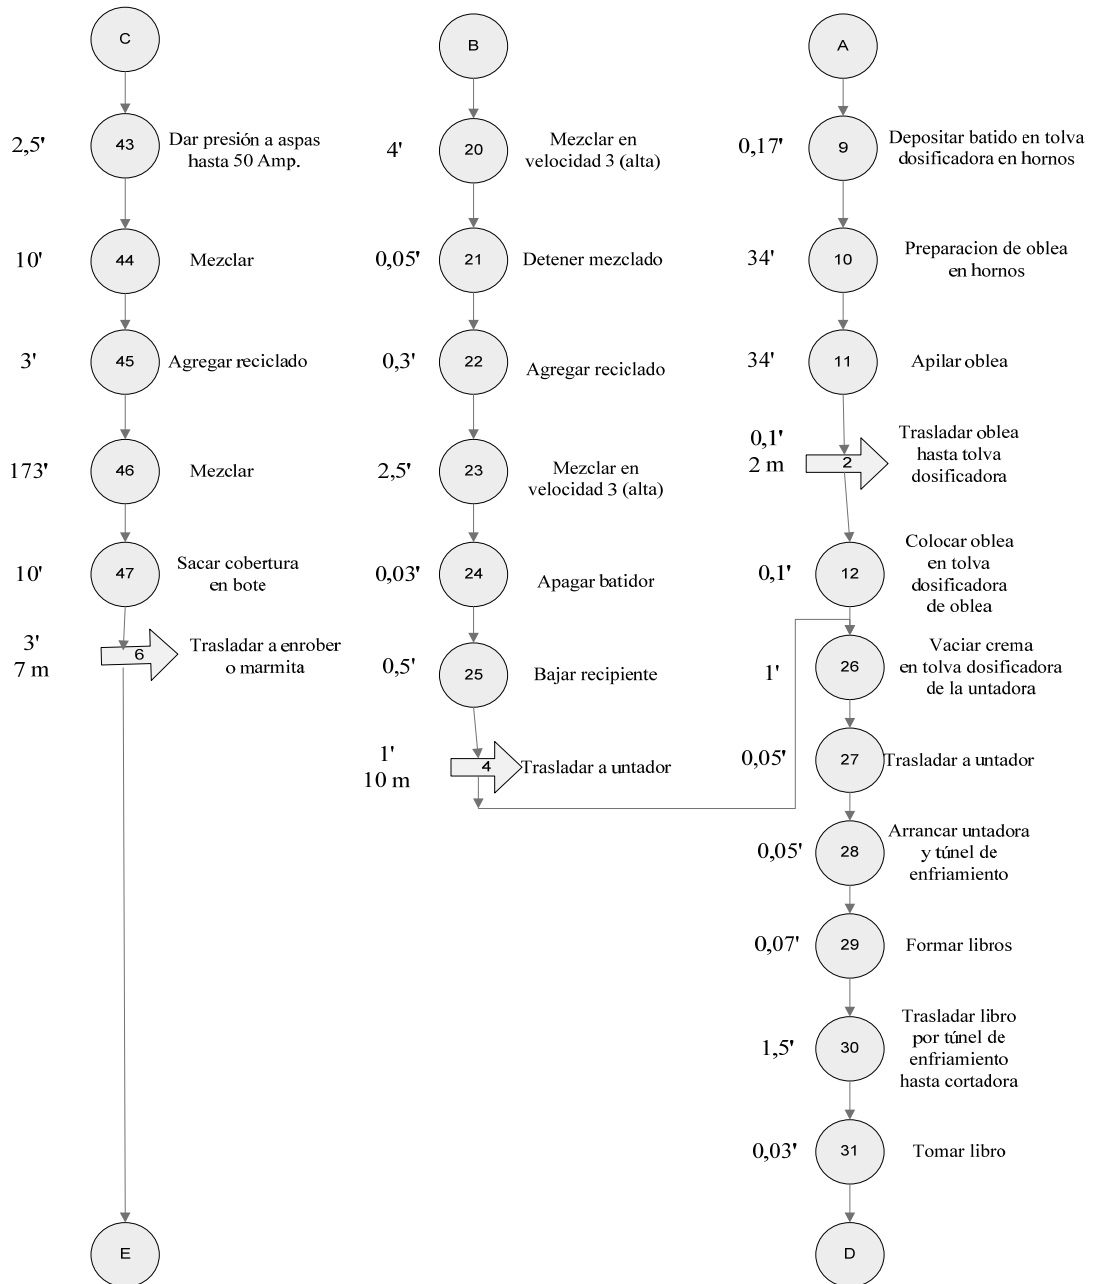 C
2,5'
43
Dar presión a aspas
hasta 50 Amp.
10'
44
Mezclar
3'
45
Agregar reciclado
173'
46
Mezclar
10'
47
Sacar cobertura
en bote
3'
7 m
6
Trasladar a enrober
o marmita
E
B
4'
20
Mezclar en
velocidad 3 (alta)
0,05'
21
Detener mezclado
0,3'
22
Agregar reciclado
2,5'
23
Mezclar en
velocidad 3 (alta)
0,03'
24
Apagar batidor
0,5'
25
Bajar recipiente
1'
10 m
4
Trasladar a untador
A
0,17'
9
Depositar batido en tolva
dosificadora en hornos
34'
10
Preparacion de oblea
en hornos
34'
11
Apilar oblea
0,1'
2 m
2
Trasladar oblea
hasta tolva
dosificadora
0,1'
12
Colocar oblea
en tolva
dosificadora
de oblea
1'
26
Vaciar crema
en tolva dosificadora
de la untadora
0,05'
27
Trasladar a untador
0,05'
28
Arrancar untadora
y túnel de
enfriamiento
0,07'
29
Formar libros
1,5'
30
Trasladar libro
por túnel de
enfriamiento
hasta cortadora
0,03'
31
Tomar libro
D